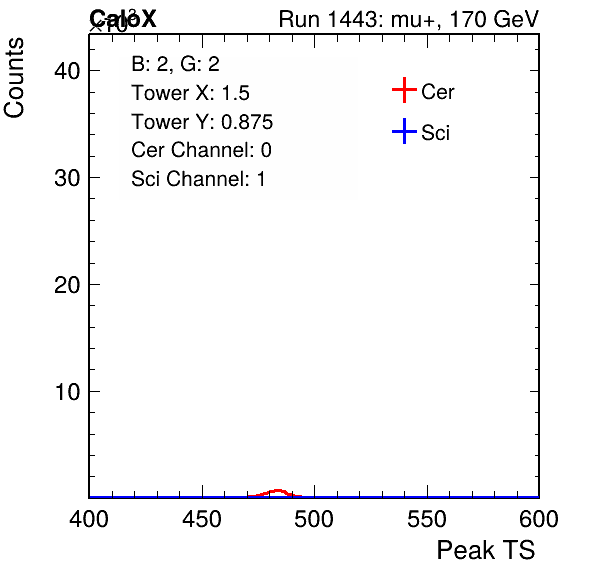 CaloX Run 1443: mu+, 170 GeV
×10³
Counts
B: 2, G: 2
Tower X: 1.5
Tower Y: 0.875
Cer Channel: 0
Sci Channel: 1
Cer
Sci
40
30
20
10
400 450 500 550 600
Peak TS